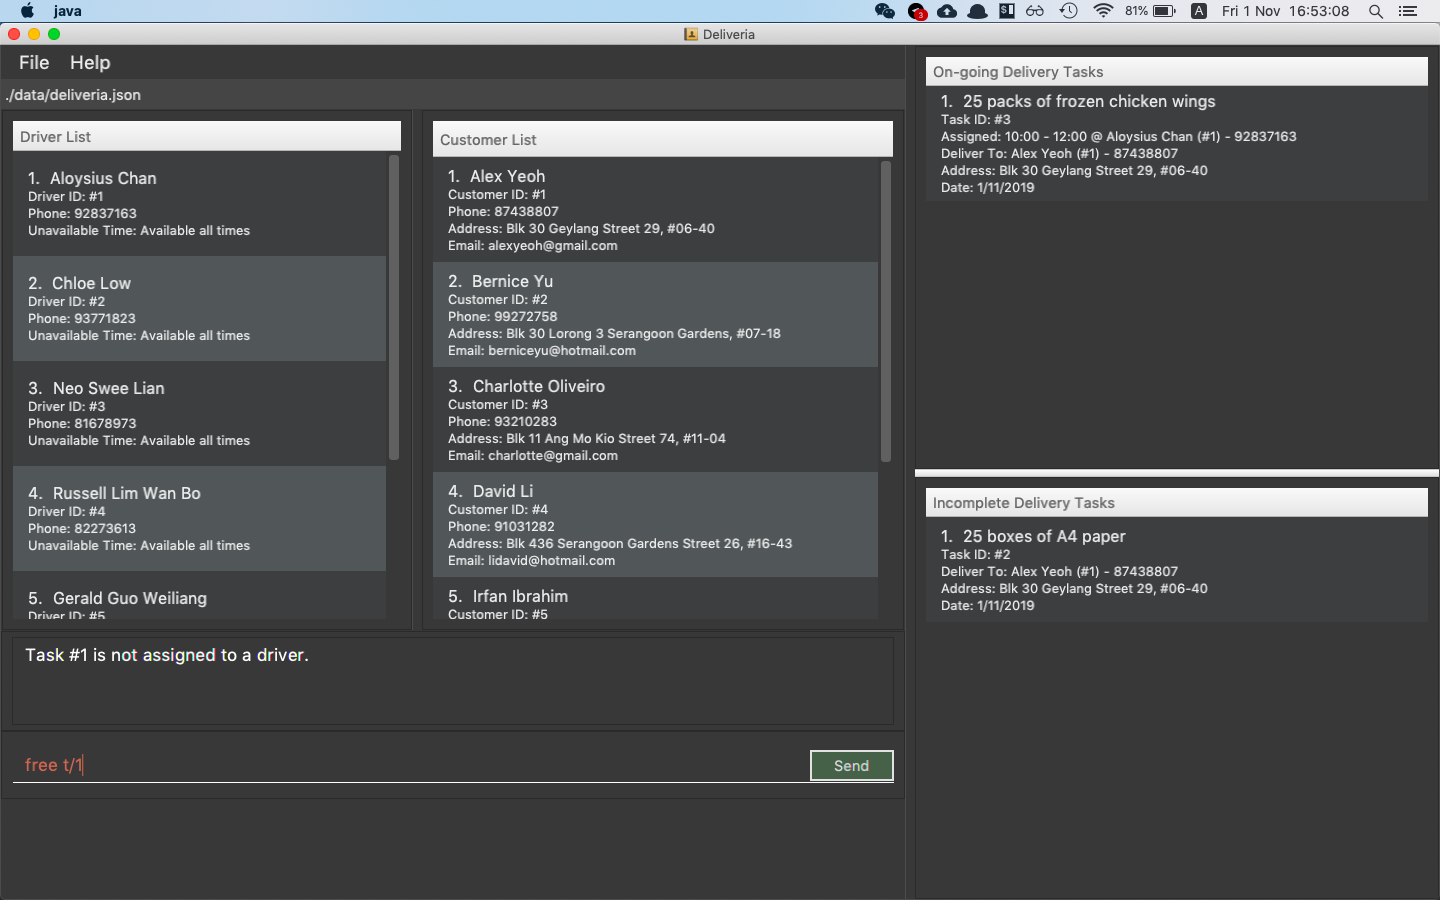 java
3
81%
A
Fri 1 Nov 16:53:08
Deliveria
File Help
./data/deliveria.json
Driver List
1. Aloysius Chan
Driver ID: #1
Phone: 92837163
Unavailable Time: Available all times
2. Chloe Low
Driver ID: #2
Phone: 93771823
Unavailable Time: Available all times
3. Neo Swee Lian
Driver ID: #3
Phone: 81678973
Unavailable Time: Available all times
4. Russell Lim Wan Bo
Driver ID: #4
Phone: 82273613
Unavailable Time: Available all times
5. Gerald Guo Weiliang
Driver ID: #5
Customer List
1. Alex Yeoh
Customer ID: #1
Phone: 87438807
Address: Blk 30 Geylang Street 29, #06-40
Email: alexyeoh@gmail.com
2. Bernice Yu
Customer ID: #2
Phone: 99272758
Address: Blk 30 Lorong 3 Serangoon Gardens, #07-18
Email: berniceyu@hotmail.com
3. Charlotte Oliveiro
Customer ID: #3
Phone: 93210283
Address: Blk 11 Ang Mo Kio Street 74, #11-04
Email: charlotte@gmail.com
4. David Li
Customer ID: #4
Phone: 91031282
Address: Blk 436 Serangoon Gardens Street 26, #16-43
Email: lidavid@hotmail.com
5. Irfan Ibrahim
Customer ID: #5
Task #1 is not assigned to a driver.
free t/1
Send
On-going Delivery Tasks
1. 25 packs of frozen chicken wings
Task ID: #3
Assigned: 10:00 - 12:00 @ Aloysius Chan (#1) - 92837163
Deliver To: Alex Yeoh (#1) - 87438807
Address: Blk 30 Geylang Street 29, #06-40
Date: 1/11/2019
Incomplete Delivery Tasks
1. 25 boxes of A4 paper
Task ID: #2
Deliver To: Alex Yeoh (#1) - 87438807
Address: Blk 30 Geylang Street 29, #06-40
Date: 1/11/2019